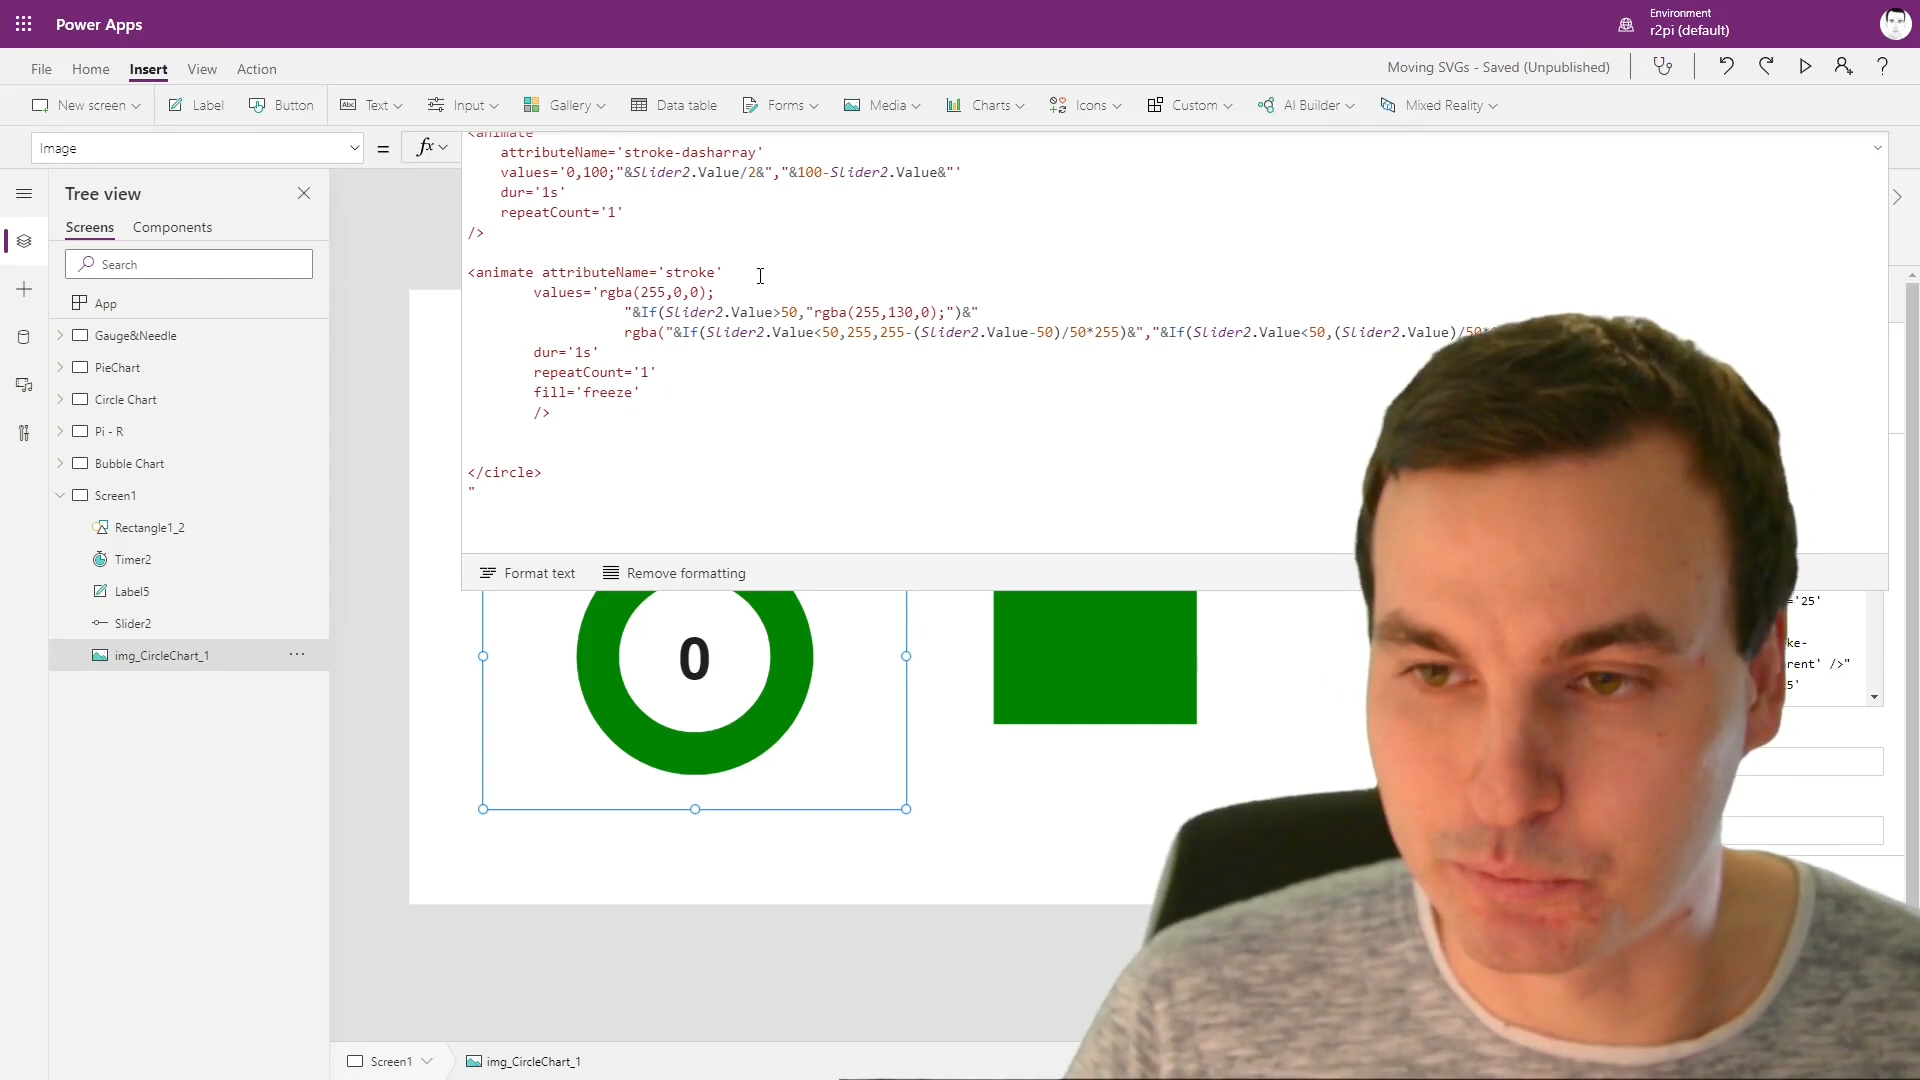 Power Apps
Environment
r2pi (default)
File Home Insert View Action
Moving SVGs - Saved (Unpublished)
New screen Label Button Text Input Gallery Data table Forms Media Charts Icons Custom AI Builder Mixed Reality
Image = fx
<animate
attributeName='stroke-dasharray'
values='0,100;"&Slider2.Value/2&","&100-Slider2.Value&"'
dur='1s'
repeatCount='1'
/>
<animate attributeName='stroke'
values='rgba(255,0,0);
"&If(Slider2.Value>50,"rgba(255,130,0);")&"
rgba("&If(Slider2.Value<50,255,255-(Slider2.Value-50)/50*255)&","&If(Slider2.Value<50,(Slider2.Value)/50*
dur='1s'
repeatCount='1'
fill='freeze'
/>
</circle>
"
Format text Remove formatting
Tree view
Screens Components
Search
App
Gauge&Needle
PieChart
Circle Chart
Pi - R
Bubble Chart
Screen1
Rectangle1_2
Timer2
Label5
Slider2
img_CircleChart_1
0
='25'
ke-
rent' />"
5'
Screen1 img_CircleChart_1